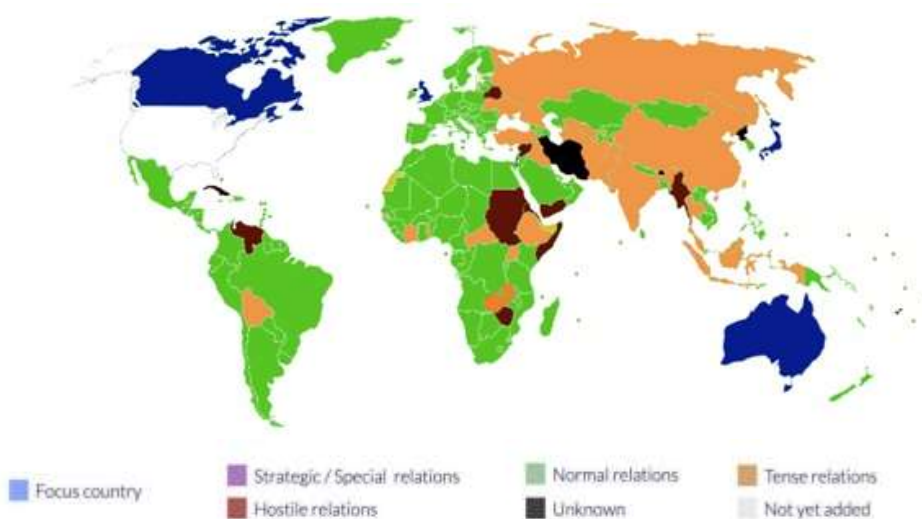 Focus country
Strategic / Special relations
Hostile relations
Normal relations
Unknown
Tense relations
Not yet added